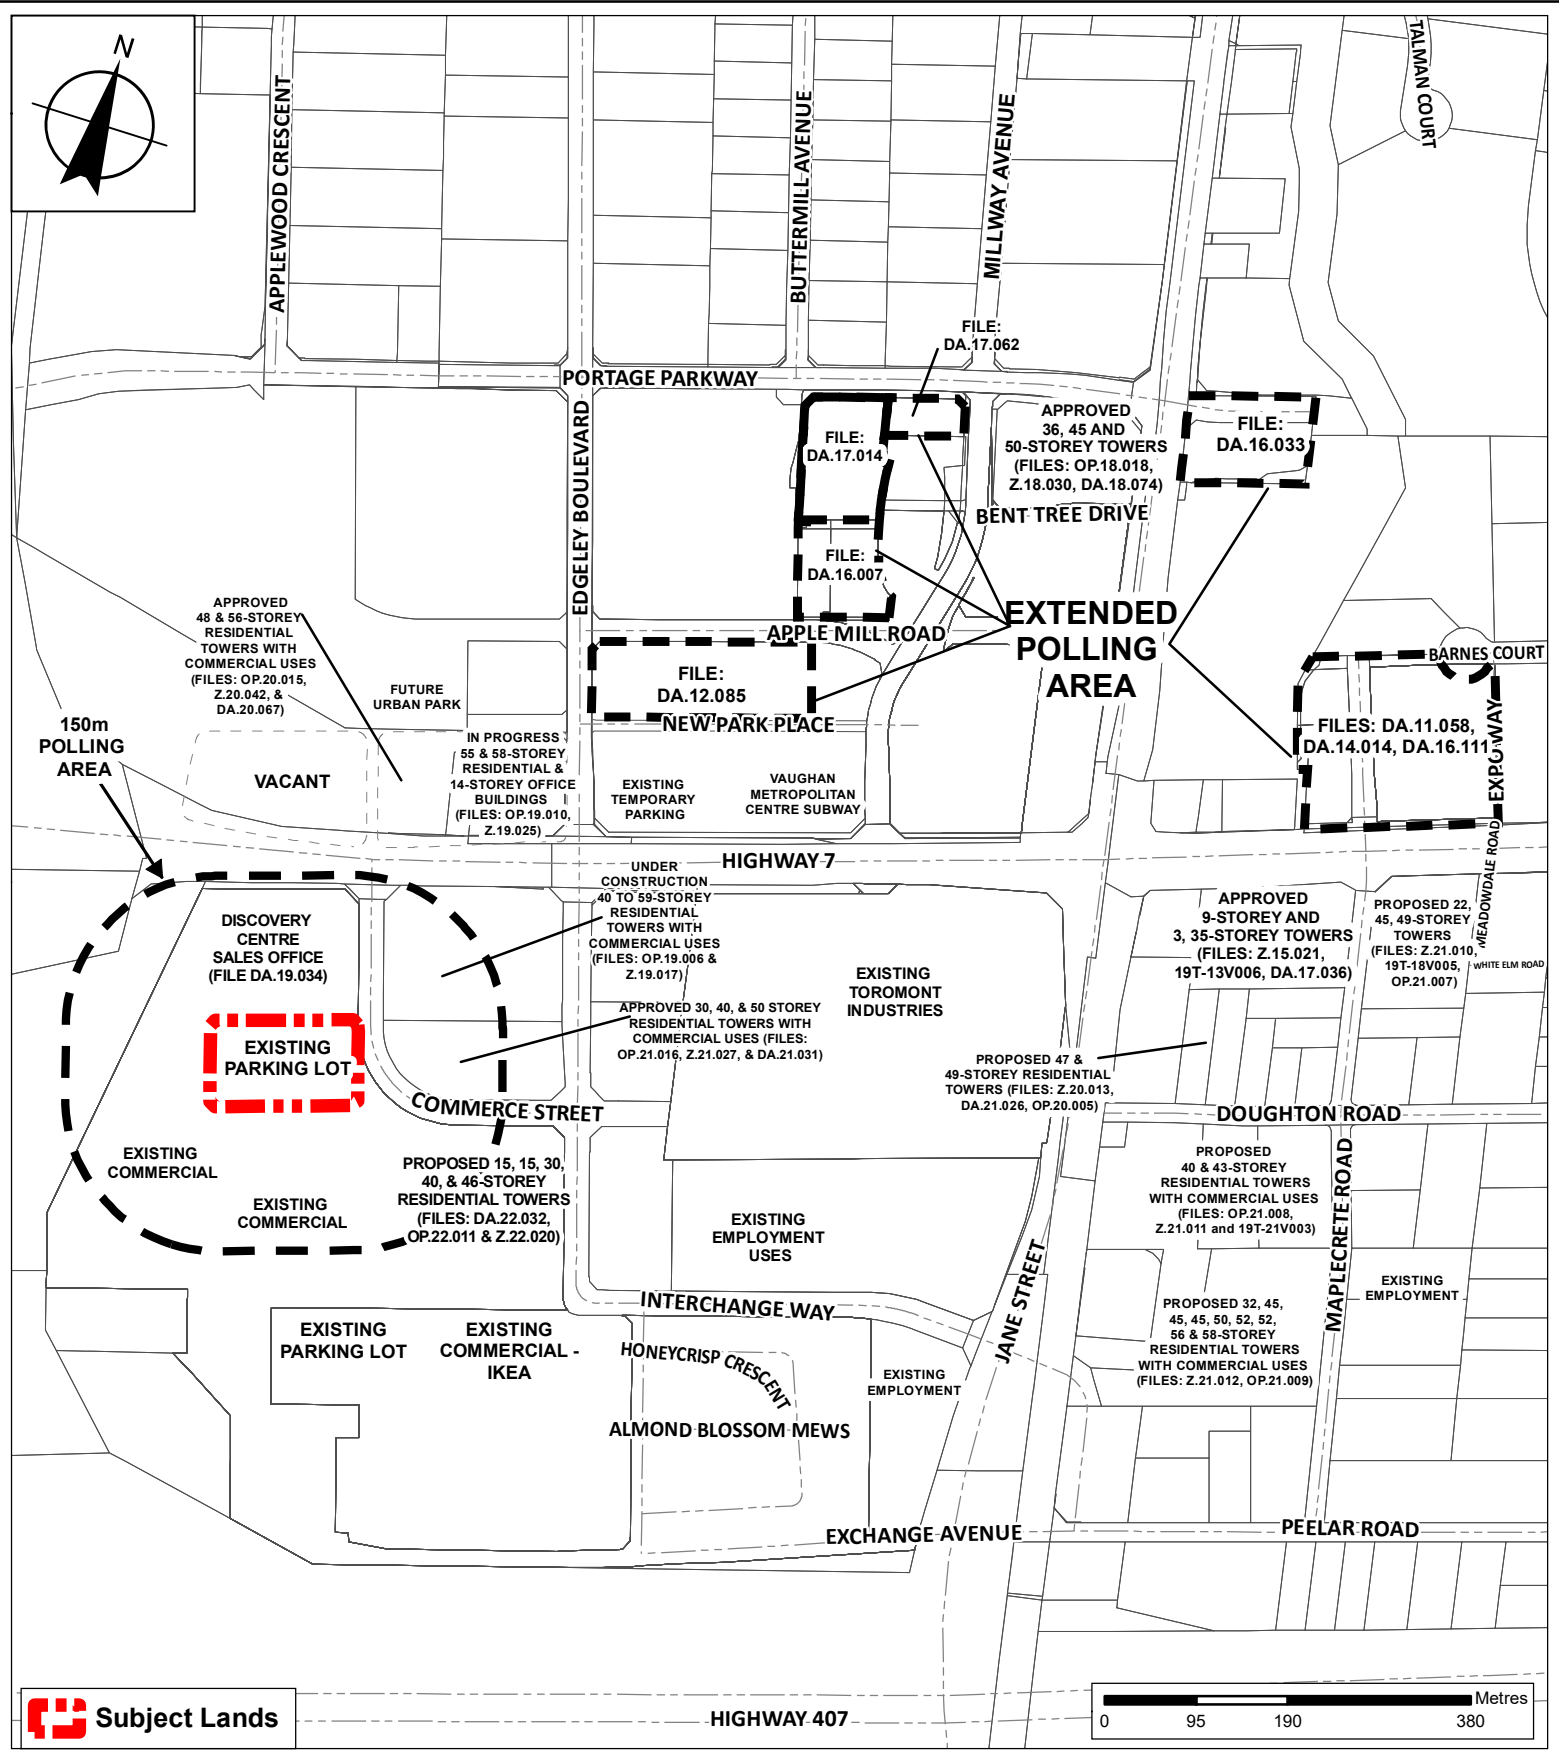 N
APPLEWOOD CRESCENT
BUTTERMILL AVENUE
MILLWAY AVENUE
TALMAN COURT
FILE:
DA.17.062
PORTAGE PARKWAY
EDGELEY BOULEVARD
FILE:
DA.17.014
APPROVED
36, 45 AND
50-STOREY TOWERS
(FILES: OP.18.018,
Z.18.030, DA.18.074)
FILE:
DA.16.033
BENT TREE DRIVE
FILE:
DA.16.007
EXTENDED
POLLING
AREA
APPLE MILL ROAD
BARNES COURT
APPROVED
48 & 56-STOREY
RESIDENTIAL
TOWERS WITH
COMMERCIAL USES
(FILES: OP.20.015,
Z.20.042, &
DA.20.067)
FUTURE
URBAN PARK
FILE:
DA.12.085
NEW PARK PLACE
FILES: DA.11.058,
DA.14.014, DA.16.111
EXPO WAY
150m
POLLING
AREA
VACANT
IN PROGRESS
55 & 58-STOREY
RESIDENTIAL &
14-STOREY OFFICE
BUILDINGS
(FILES: OP.19.010,
Z.19.025)
EXISTING
TEMPORARY
PARKING
VAUGHAN
METROPOLITAN
CENTRE SUBWAY
HIGHWAY 7
MEADOWDALE ROAD
UNDER
CONSTRUCTION
40 TO 59-STOREY
RESIDENTIAL
TOWERS WITH
COMMERCIAL USES
(FILES: OP.19.006 &
Z.19.017)
DISCOVERY
CENTRE
SALES OFFICE
(FILE DA.19.034)
APPROVED
9-STOREY AND
3, 35-STOREY TOWERS
(FILES: Z.15.021,
19T-13V006, DA.17.036)
PROPOSED 22,
45, 49-STOREY
TOWERS
(FILES: Z.21.010,
19T-18V005,
OP.21.007)
WHITE ELM ROAD
EXISTING
TOROMONT
INDUSTRIES
APPROVED 30, 40, & 50 STOREY
RESIDENTIAL TOWERS WITH
COMMERCIAL USES (FILES:
OP.21.016, Z.21.027, & DA.21.031)
EXISTING
PARKING LOT
PROPOSED 47 &
49-STOREY RESIDENTIAL
TOWERS (FILES: Z.20.013,
DA.21.026, OP.20.005)
COMMERCE STREET
DOUGHTON ROAD
EXISTING
COMMERCIAL
EXISTING
COMMERCIAL
PROPOSED 15, 15, 30,
40, & 46-STOREY
RESIDENTIAL TOWERS
(FILES: DA.22.032,
OP.22.011 & Z.22.020)
EXISTING
EMPLOYMENT
USES
PROPOSED
40 & 43-STOREY
RESIDENTIAL TOWERS
WITH COMMERCIAL USES
(FILES: OP.21.008,
Z.21.011 and 19T-21V003)
MAPLECRETE ROAD
JANE STREET
EXISTING
EMPLOYMENT
INTERCHANGE WAY
PROPOSED 32, 45,
45, 45, 50, 52, 52,
56 & 58-STOREY
RESIDENTIAL TOWERS
WITH COMMERCIAL USES
(FILES: Z.21.012, OP.21.009)
EXISTING
PARKING LOT
EXISTING
COMMERCIAL -
IKEA
HONEYCRISP CRESCENT
EXISTING
EMPLOYMENT
ALMOND BLOSSOM MEWS
EXCHANGE AVENUE
PEELAR ROAD
Subject Lands
HIGHWAY 407
Metres
0 95 190 380